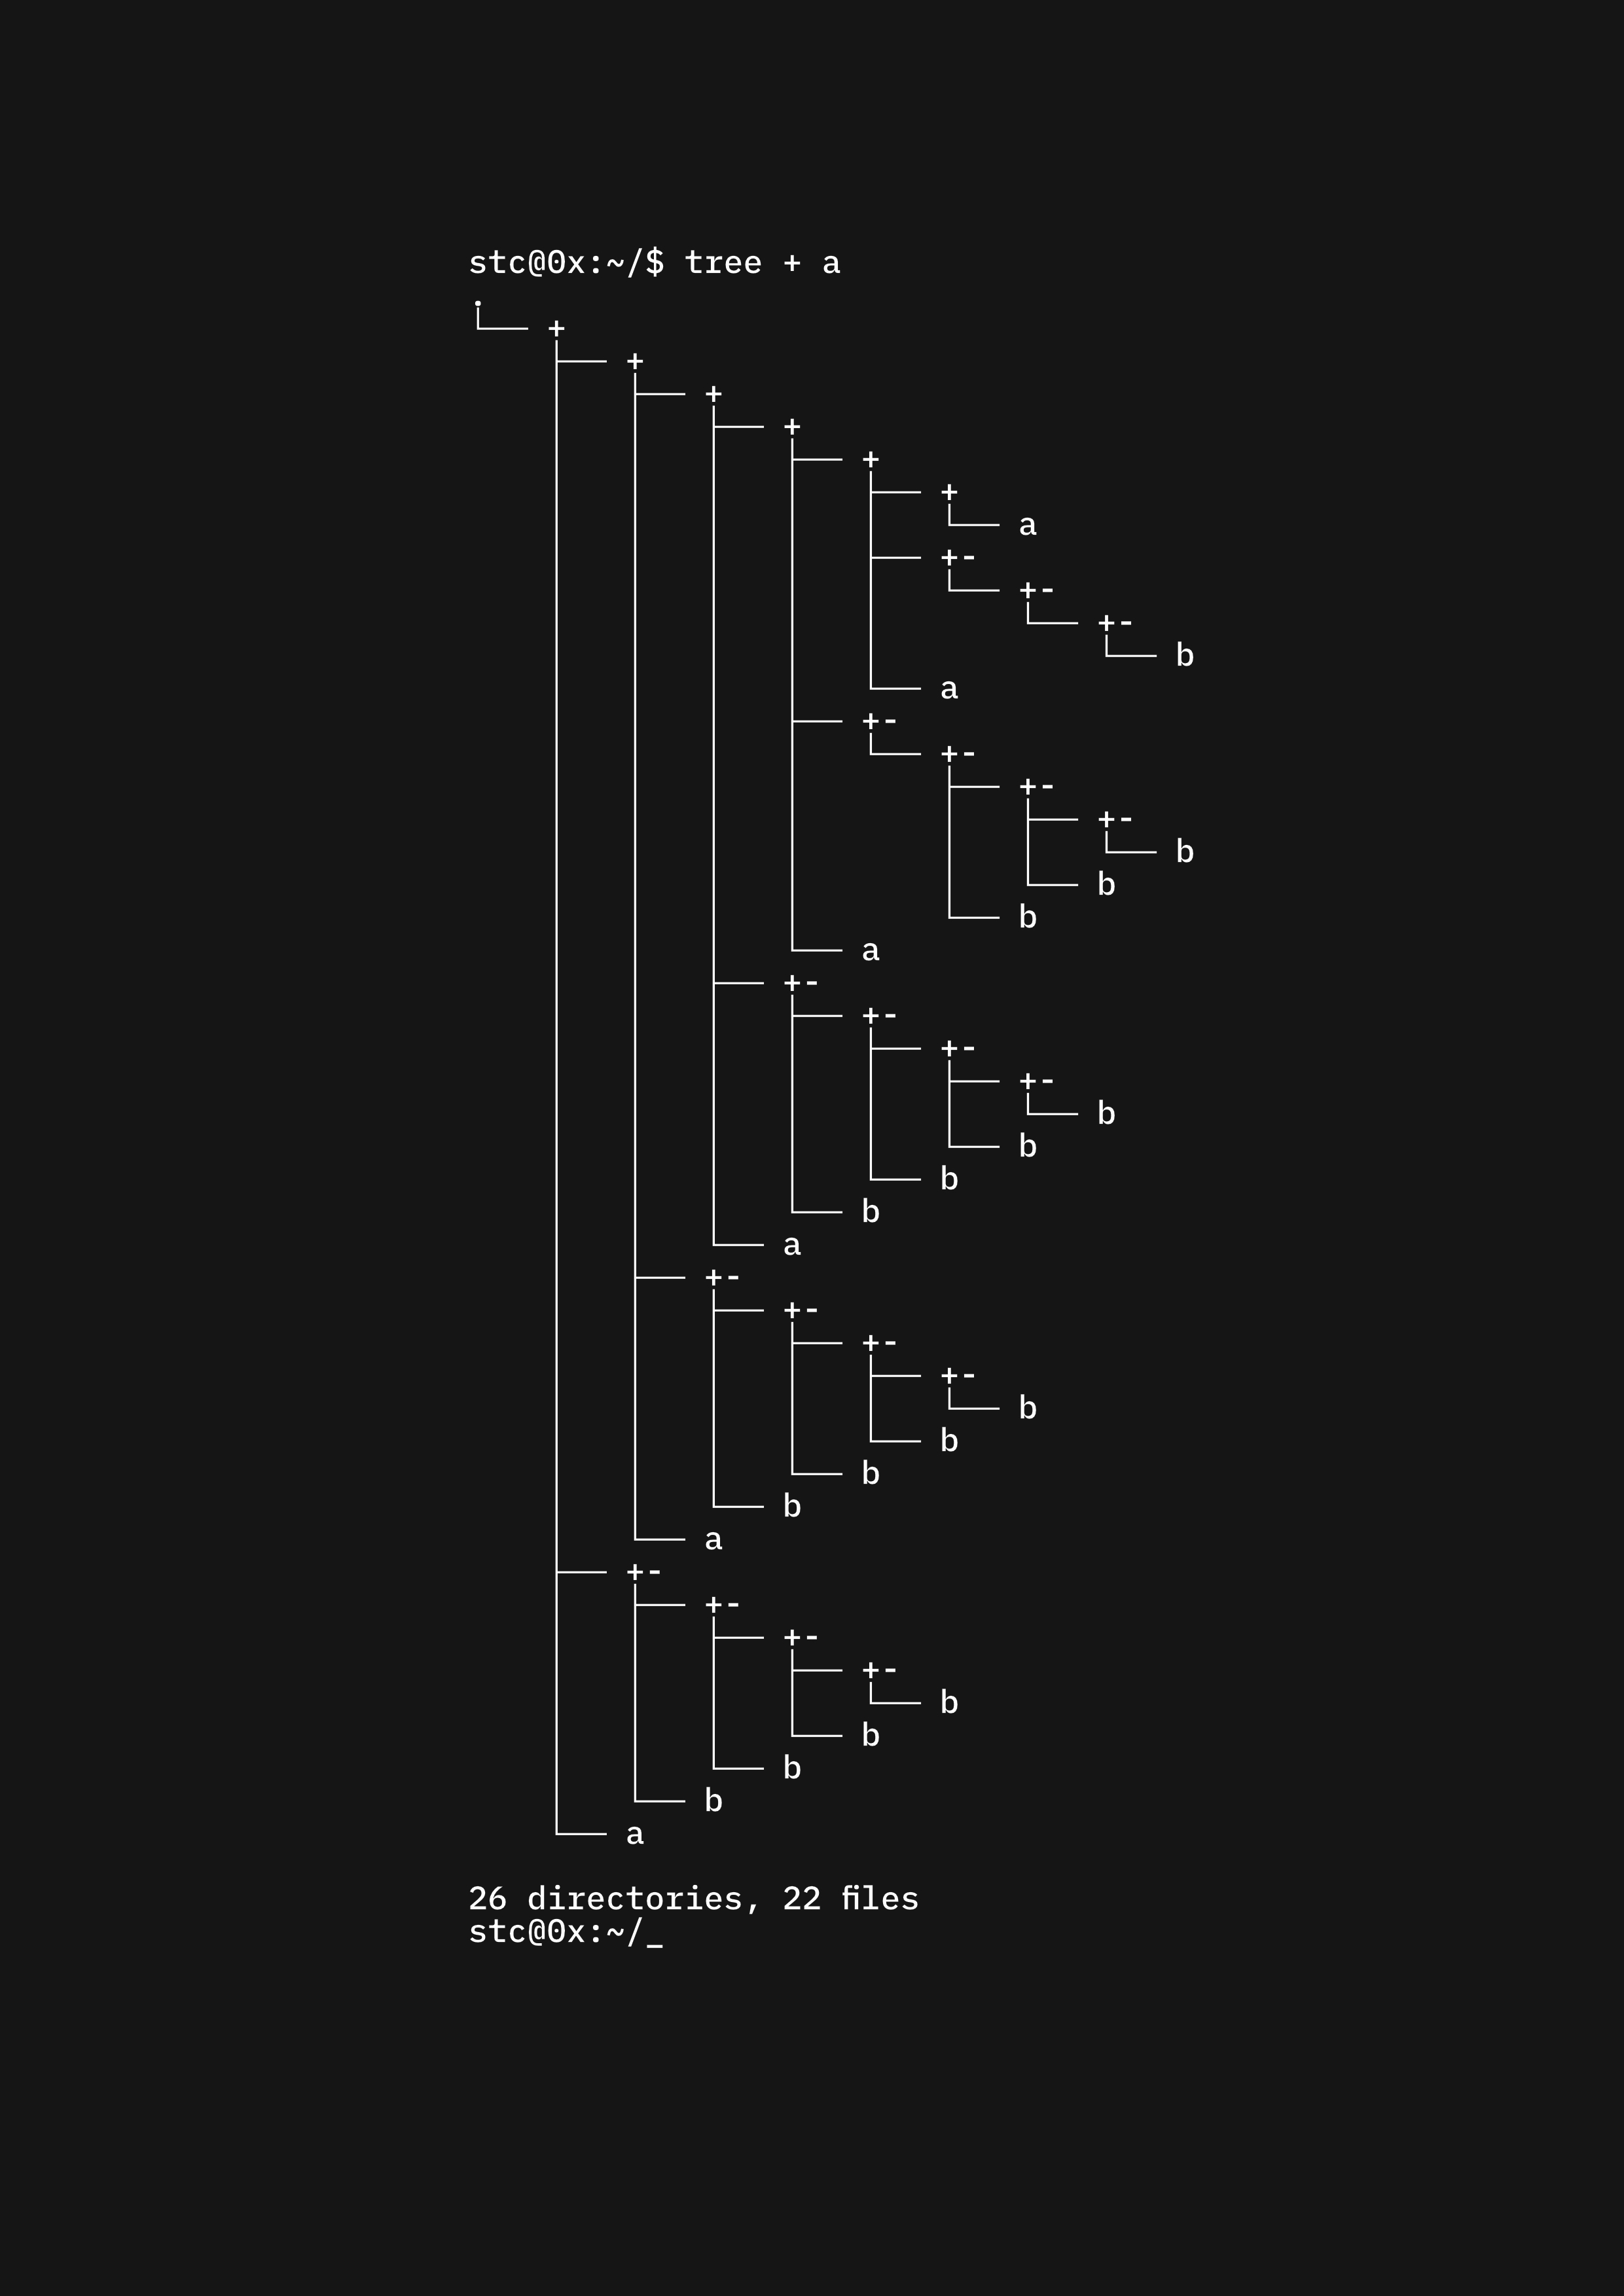 stc@0x:~/$ tree + a
.
└── +
    ├── +
    │   ├── +
    │   │   ├── +
    │   │   │   ├── +
    │   │   │   │   ├── +
    │   │   │   │   │   └── a
    │   │   │   │   ├── +-
    │   │   │   │   │   └── +-
    │   │   │   │   │       └── +-
    │   │   │   │   │           └── b
    │   │   │   │   └── a
    │   │   │   ├── +-
    │   │   │   │   └── +-
    │   │   │   │       ├── +-
    │   │   │   │       │   ├── +-
    │   │   │   │       │   │   └── b
    │   │   │   │       │   └── b
    │   │   │   │       └── b
    │   │   │   └── a
    │   │   ├── +-
    │   │   │   ├── +-
    │   │   │   │   ├── +-
    │   │   │   │   │   ├── +-
    │   │   │   │   │   │   └── b
    │   │   │   │   │   └── b
    │   │   │   │   └── b
    │   │   │   └── b
    │   │   └── a
    │   ├── +-
    │   │   ├── +-
    │   │   │   ├── +-
    │   │   │   │   ├── +-
    │   │   │   │   │   └── b
    │   │   │   │   └── b
    │   │   │   └── b
    │   │   └── b
    │   └── a
    ├── +-
    │   ├── +-
    │   │   ├── +-
    │   │   │   ├── +-
    │   │   │   │   └── b
    │   │   │   └── b
    │   │   └── b
    │   └── b
    └── a
26 directories, 22 files
stc@0x:~/_